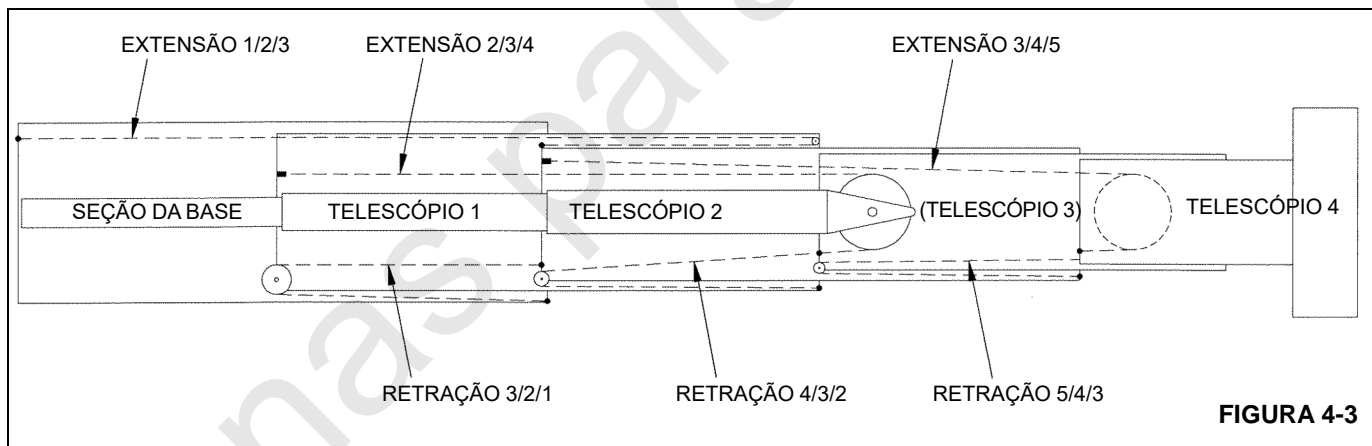 EXTENSÃO 1/2/3 EXTENSÃO 2/3/4 EXTENSÃO 3/4/5
SEÇÃO DA BASE TELESCÓPIO 1 TELESCÓPIO 2 (TELESCÓPIO 3) TELESCÓPIO 4
RETRAÇÃO 3/2/1 RETRAÇÃO 4/3/2 RETRAÇÃO 5/4/3
FIGURA 4-3
nas par